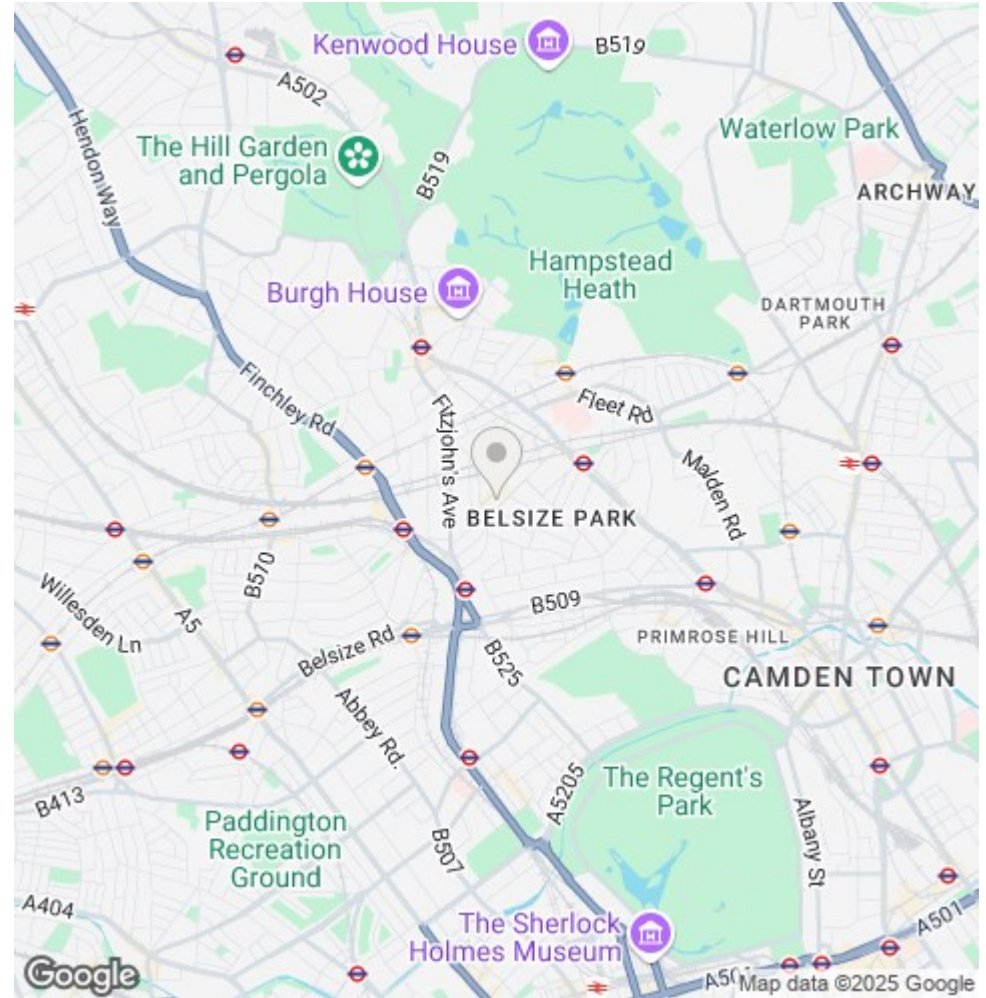 Kenwood House
B519
A502
The Hill Garden
and Pergola
B519
Waterlow Park
ARCHWAY
Hendon Way
Burgh House
Hampstead
Heath
DARTMOUTH
PARK
Finchley Rd
Fitzjohn's Ave
Fleet Rd
Malden Rd
BELSIZE PARK
B510
Willesden Ln
A5
B509
Belsize Rd
PRIMROSE HILL
B525
CAMDEN TOWN
Abbey Rd.
The Regent's
Park
A5205
B413
Paddington
Recreation
Ground
B507
Albany St
A404
The Sherlock
Holmes Museum
A501
A501
Google
Map data ©2025 Google